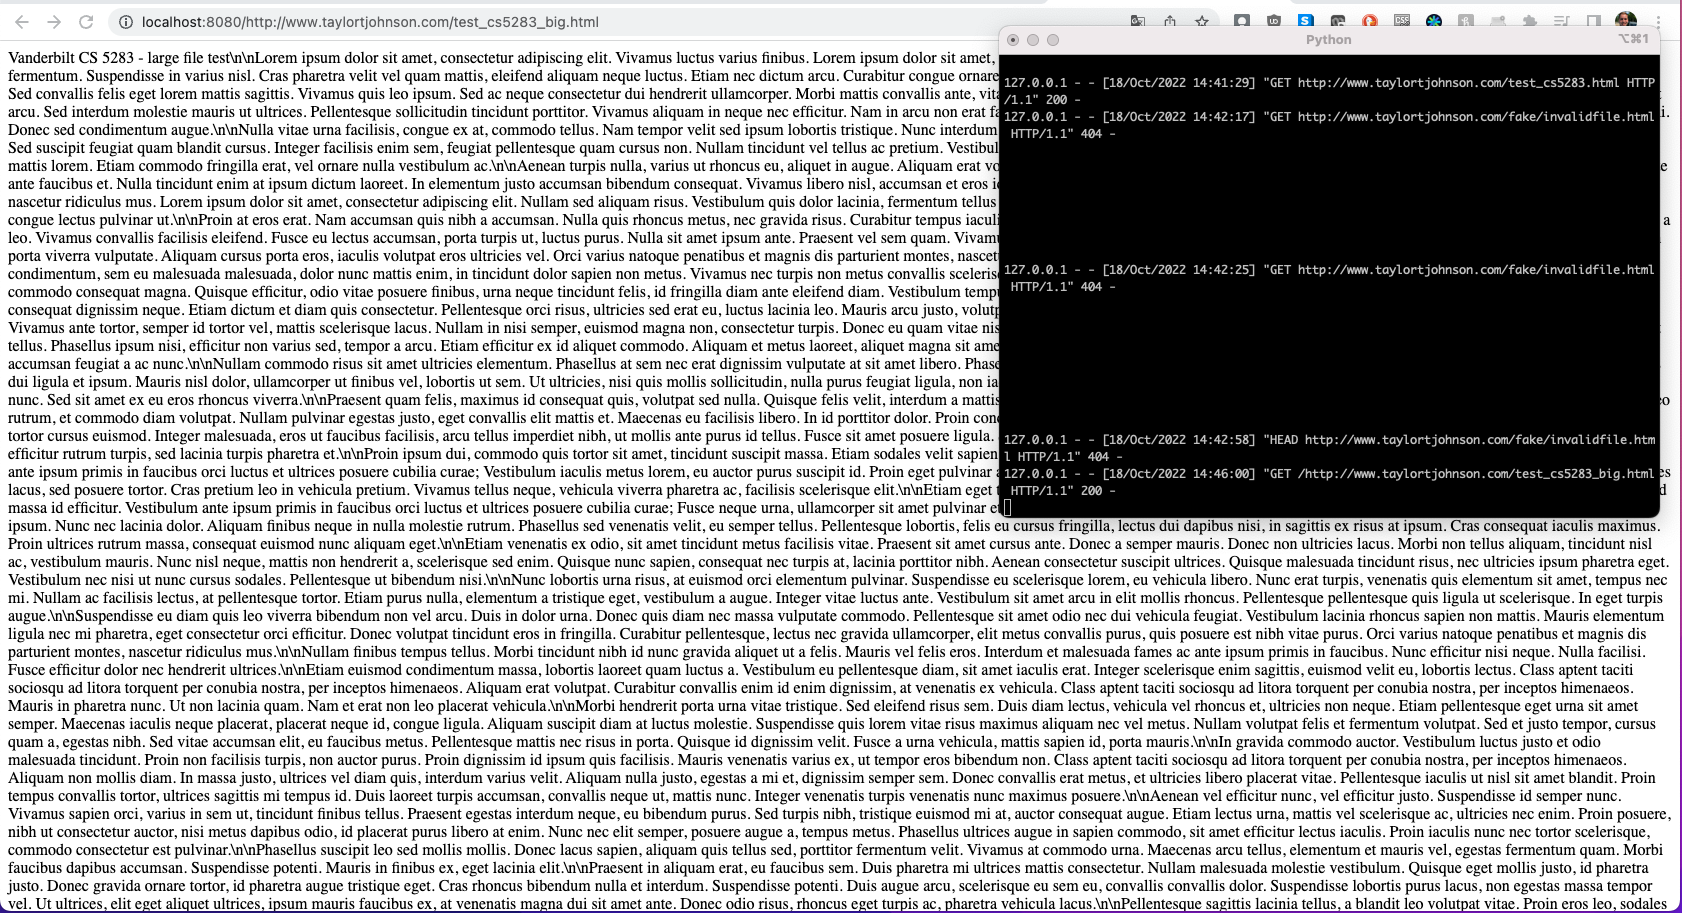 localhost:8080/http://www.taylortjohnson.com/test_cs5283_big.html
Vanderbilt CS 5283 - large file test\n\nLorem ipsum dolor sit amet, consectetur adipiscing elit. Vivamus luctus varius finibus. Lorem ipsum dolor sit amet,
fermentum. Suspendisse in varius nisl. Cras pharetra velit vel quam mattis, eleifend aliquam neque luctus. Etiam nec dictum arcu. Curabitur congue ornare
Sed convallis felis eget lorem mattis sagittis. Vivamus quis leo ipsum. Sed ac neque consectetur dui hendrerit ullamcorper. Morbi mattis convallis ante,
arcu. Sed interdum molestie mauris ut ultrices. Pellentesque sollicitudin tincidunt porttitor. Vivamus aliquam in neque nec efficitur. Nam in arcu non erat
Donec sed condimentum augue.\n\nNulla vitae urna facilisis, congue ex at, commodo tellus. Nam tempor velit sed ipsum lobortis tristique. Nunc interdum
Sed suscipit feugiat quam blandit cursus. Integer facilisis enim sem, feugiat pellentesque quam cursus non. Nullam tincidunt vel tellus ac pretium.
mattis lorem. Etiam commodo fringilla erat, vel ornare nulla vestibulum ac.\n\nAenean turpis nulla, varius ut rhoncus eu, aliquet in augue. Aliquam erat
ante faucibus et. Nulla tincidunt enim at ipsum dictum laoreet. In elementum justo accumsan bibendum consequat. Vivamus libero nisl, accumsan et eros
nascetur ridiculus mus. Lorem ipsum dolor sit amet, consectetur adipiscing elit. Nullam sed aliquam risus. Vestibulum quis dolor lacinia, fermentum tellus
congue lectus pulvinar ut.\n\nProin at eros erat. Nam accumsan quis nibh a accumsan. Nulla quis rhoncus metus, nec gravida risus. Curabitur tempus a
leo. Vivamus convallis facilisis eleifend. Fusce eu lectus accumsan, porta turpis ut, luctus purus. Nulla sit amet ipsum ante. Praesent vel sem quam.
porta viverra vulputate. Aliquam cursus porta eros, iaculis volutpat eros ultricies vel. Orci varius natoque penatibus et magnis dis parturient montes,
condimentum, sem eu malesuada malesuada, dolor nunc mattis enim, in tincidunt dolor sapien non metus. Vivamus nec turpis non metus convallis
commodo consequat magna. Quisque efficitur, odio vitae posuere finibus, urna neque tincidunt felis, id fringilla diam ante eleifend diam. Vestibulum
consequat dignissim neque. Etiam dictum et diam quis consectetur. Pellentesque orci risus, ultricies sed erat eu, luctus lacinia leo. Mauris arcu justo,
Vivamus ante tortor, semper id tortor vel, mattis scelerisque lacus. Nullam in nisi semper, euismod magna non, consectetur turpis. Donec eu quam vitae
tellus. Phasellus ipsum nisi, efficitur non varius sed, tempor a arcu. Etiam efficitur ex id aliquet commodo. Aliquam et metus laoreet, aliquet magna sit
accumsan feugiat a ac nunc.\n\nNullam commodo risus sit amet ultricies elementum. Phasellus at sem nec erat dignissim vulputate at sit amet libero.
dui ligula et ipsum. Mauris nisl dolor, ullamcorper ut finibus vel, lobortis ut sem. Ut ultricies, nisi quis mollis sollicitudin, nulla purus feugiat ligula, non
nunc. Sed sit amet ex eu eros rhoncus viverra.\n\nPraesent quam felis, maximus id consequat quis, volutpat sed nulla. Quisque felis velit, interdum a
rutrum, et commodo diam volutpat. Nullam pulvinar egestas justo, eget convallis elit mattis et. Maecenas eu facilisis libero. In id porttitor dolor. Proin
tortor cursus euismod. Integer malesuada, eros ut faucibus facilisis, arcu tellus imperdiet nibh, ut mollis ante purus id tellus. Fusce sit amet posuere ligula.
efficitur rutrum turpis, sed lacinia turpis pharetra et.\n\nProin ipsum dui, commodo quis tortor sit amet, tincidunt suscipit massa. Etiam sodales velit
ante ipsum primis in faucibus orci luctus et ultrices posuere cubilia curae; Vestibulum iaculis metus lorem, eu auctor purus suscipit id. Proin eget pulvinar
lacus, sed posuere tortor. Cras pretium leo in vehicula pretium. Vivamus tellus neque, vehicula viverra pharetra ac, facilisis scelerisque elit.\n\nEtiam eget
massa id efficitur. Vestibulum ante ipsum primis in faucibus orci luctus et ultrices posuere cubilia curae; Fusce neque urna, ullamcorper sit amet pulvinar
ipsum. Nunc nec lacinia dolor. Aliquam finibus neque in nulla molestie rutrum. Phasellus sed venenatis velit, eu semper tellus. Pellentesque lobortis, felis eu cursus fringilla, lectus dui dapibus nisi, in sagittis ex risus at ipsum. Cras consequat iaculis maximus.
Proin ultrices rutrum massa, consequat euismod nunc aliquam eget.\n\nEtiam venenatis ex odio, sit amet tincidunt metus facilisis vitae. Praesent sit amet cursus ante. Donec a semper mauris. Donec non ultricies lacus. Morbi non tellus aliquam, tincidunt nisl
ac, vestibulum mauris. Nunc nisl neque, mattis non hendrerit a, scelerisque sed enim. Quisque nunc sapien, consequat nec turpis at, lacinia porttitor nibh. Aenean consectetur suscipit ultrices. Quisque malesuada tincidunt risus, nec ultricies ipsum pharetra eget.
Vestibulum nec nisi ut nunc cursus sodales. Pellentesque ut bibendum nisi.\n\nNunc lobortis urna risus, at euismod orci elementum pulvinar. Suspendisse eu scelerisque lorem, eu vehicula libero. Nunc erat turpis, venenatis quis elementum sit amet, tempus nec
mi. Nullam ac facilisis lectus, at pellentesque tortor. Etiam purus nulla, elementum a tristique eget, vestibulum a augue. Integer vitae luctus ante. Vestibulum sit amet arcu in elit mollis rhoncus. Pellentesque pellentesque quis ligula ut scelerisque. In eget turpis
augue.\n\nSuspendisse eu diam quis leo viverra bibendum non vel arcu. Duis in dolor urna. Donec quis diam nec massa vulputate commodo. Pellentesque sit amet odio nec dui vehicula feugiat. Vestibulum lacinia rhoncus sapien non mattis. Mauris elementum
ligula nec mi pharetra, eget consectetur orci efficitur. Donec volutpat tincidunt eros in fringilla. Curabitur pellentesque, lectus nec gravida ullamcorper, elit metus convallis purus, quis posuere est nibh vitae purus. Orci varius natoque penatibus et magnis dis
parturient montes, nascetur ridiculus mus.\n\nNullam finibus tempus tellus. Morbi tincidunt nibh id nunc gravida aliquet ut a felis. Mauris vel felis eros. Interdum et malesuada fames ac ante ipsum primis in faucibus. Nunc efficitur nisi neque. Nulla facilisi.
Fusce efficitur dolor nec hendrerit ultrices.\n\nEtiam euismod condimentum massa, lobortis laoreet quam luctus a. Vestibulum eu pellentesque diam, sit amet iaculis erat. Integer scelerisque enim sagittis, euismod velit eu, lobortis lectus. Class aptent taciti
sociosqu ad litora torquent per conubia nostra, per inceptos himenaeos. Aliquam erat volutpat. Curabitur convallis enim id enim dignissim, at venenatis ex vehicula. Class aptent taciti sociosqu ad litora torquent per conubia nostra, per inceptos himenaeos.
Mauris in pharetra nunc. Ut non lacinia quam. Nam et erat non leo placerat vehicula.\n\nMorbi hendrerit porta urna vitae tristique. Sed eleifend risus sem. Duis diam lectus, vehicula vel rhoncus et, ultricies non neque. Etiam pellentesque eget urna sit amet
semper. Maecenas iaculis neque placerat, placerat neque id, congue ligula. Aliquam suscipit diam at luctus molestie. Suspendisse quis lorem vitae risus maximus aliquam nec vel metus. Nullam volutpat felis et fermentum volutpat. Sed et justo tempor, cursus
quam a, egestas nibh. Sed vitae accumsan elit, eu faucibus metus. Pellentesque mattis nec risus in porta. Quisque id dignissim velit. Fusce a urna vehicula, mattis sapien id, porta mauris.\n\nIn gravida commodo auctor. Vestibulum luctus justo et odio
malesuada tincidunt. Proin non facilisis turpis, non auctor purus. Proin dignissim id ipsum quis facilisis. Mauris venenatis varius ex, ut tempor eros bibendum non. Class aptent taciti sociosqu ad litora torquent per conubia nostra, per inceptos himenaeos.
Aliquam non mollis diam. In massa justo, ultrices vel diam quis, interdum varius velit. Aliquam nulla justo, egestas a mi et, dignissim semper sem. Donec convallis erat metus, et ultricies libero placerat vitae. Pellentesque iaculis ut nisl sit amet blandit. Proin
tempus convallis tortor, ultrices sagittis mi tempus id. Duis laoreet turpis accumsan, convallis neque ut, mattis nunc. Integer venenatis turpis venenatis nunc maximus posuere.\n\nAenean vel efficitur nunc, vel efficitur justo. Suspendisse id semper nunc.
Vivamus sapien orci, varius in sem ut, tincidunt finibus tellus. Praesent egestas interdum neque, eu bibendum purus. Sed turpis nibh, tristique euismod mi at, auctor consequat augue. Etiam lectus urna, mattis vel scelerisque ac, ultricies nec enim. Proin posuere,
nibh ut consectetur auctor, nisi metus dapibus odio, id placerat purus libero at enim. Nunc nec elit semper, posuere augue a, tempus metus. Phasellus ultrices augue in sapien commodo, sit amet efficitur lectus iaculis. Proin iaculis nunc nec tortor scelerisque,
commodo consectetur est pulvinar.\n\nPhasellus suscipit leo sed mollis mollis. Donec lacus sapien, aliquam quis tellus sed, porttitor fermentum velit. Vivamus at commodo urna. Maecenas arcu tellus, elementum et mauris vel, egestas fermentum quam. Morbi
faucibus dapibus accumsan. Suspendisse potenti. Mauris in finibus ex, eget lacinia elit.\n\nPraesent in aliquam erat, eu faucibus sem. Duis pharetra mi ultrices mattis consectetur. Nullam malesuada molestie vestibulum. Quisque eget mollis justo, id pharetra
justo. Donec gravida ornare tortor, id pharetra augue tristique eget. Cras rhoncus bibendum nulla et interdum. Suspendisse potenti. Duis augue arcu, scelerisque eu sem eu, convallis convallis dolor. Suspendisse lobortis purus lacus, non egestas massa tempor
vel. Ut ultrices, elit eget aliquet ultrices, ipsum mauris faucibus ex, at venenatis magna dui sit amet ante. Donec odio risus, rhoncus eget turpis ac, pharetra vehicula lacus.\n\nPellentesque sagittis lacinia tellus, a blandit leo volutpat vitae. Proin eros leo, sodales
Python
⌥⌘1
127.0.0.1 - - [18/Oct/2022 14:41:29] "GET http://www.taylortjohnson.com/test_cs5283.html HTTP
/1.1" 200 -
127.0.0.1 - - [18/Oct/2022 14:42:17] "GET http://www.taylortjohnson.com/fake/invalidfile.html
HTTP/1.1" 404 -
127.0.0.1 - - [18/Oct/2022 14:42:25] "GET http://www.taylortjohnson.com/fake/invalidfile.html
HTTP/1.1" 404 -
127.0.0.1 - - [18/Oct/2022 14:42:58] "HEAD http://www.taylortjohnson.com/fake/invalidfile.htm
l HTTP/1.1" 404 -
127.0.0.1 - - [18/Oct/2022 14:46:00] "GET /http://www.taylortjohnson.com/test_cs5283_big.html
HTTP/1.1" 200 -